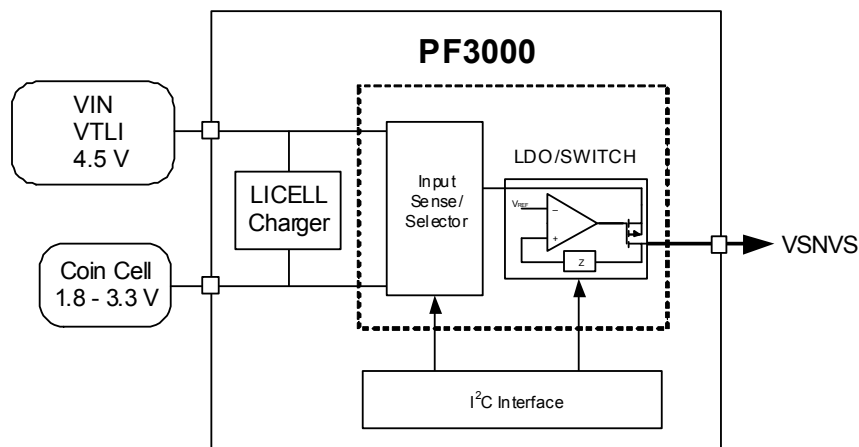 PF3000
VIN
VTLI
4.5 V
LICELL
Charger
Coin Cell
1.8 - 3.3 V
Input
Sense/
Selector
LDO/SWITCH
VREF
−
+
Z
VSNVS
I²C Interface